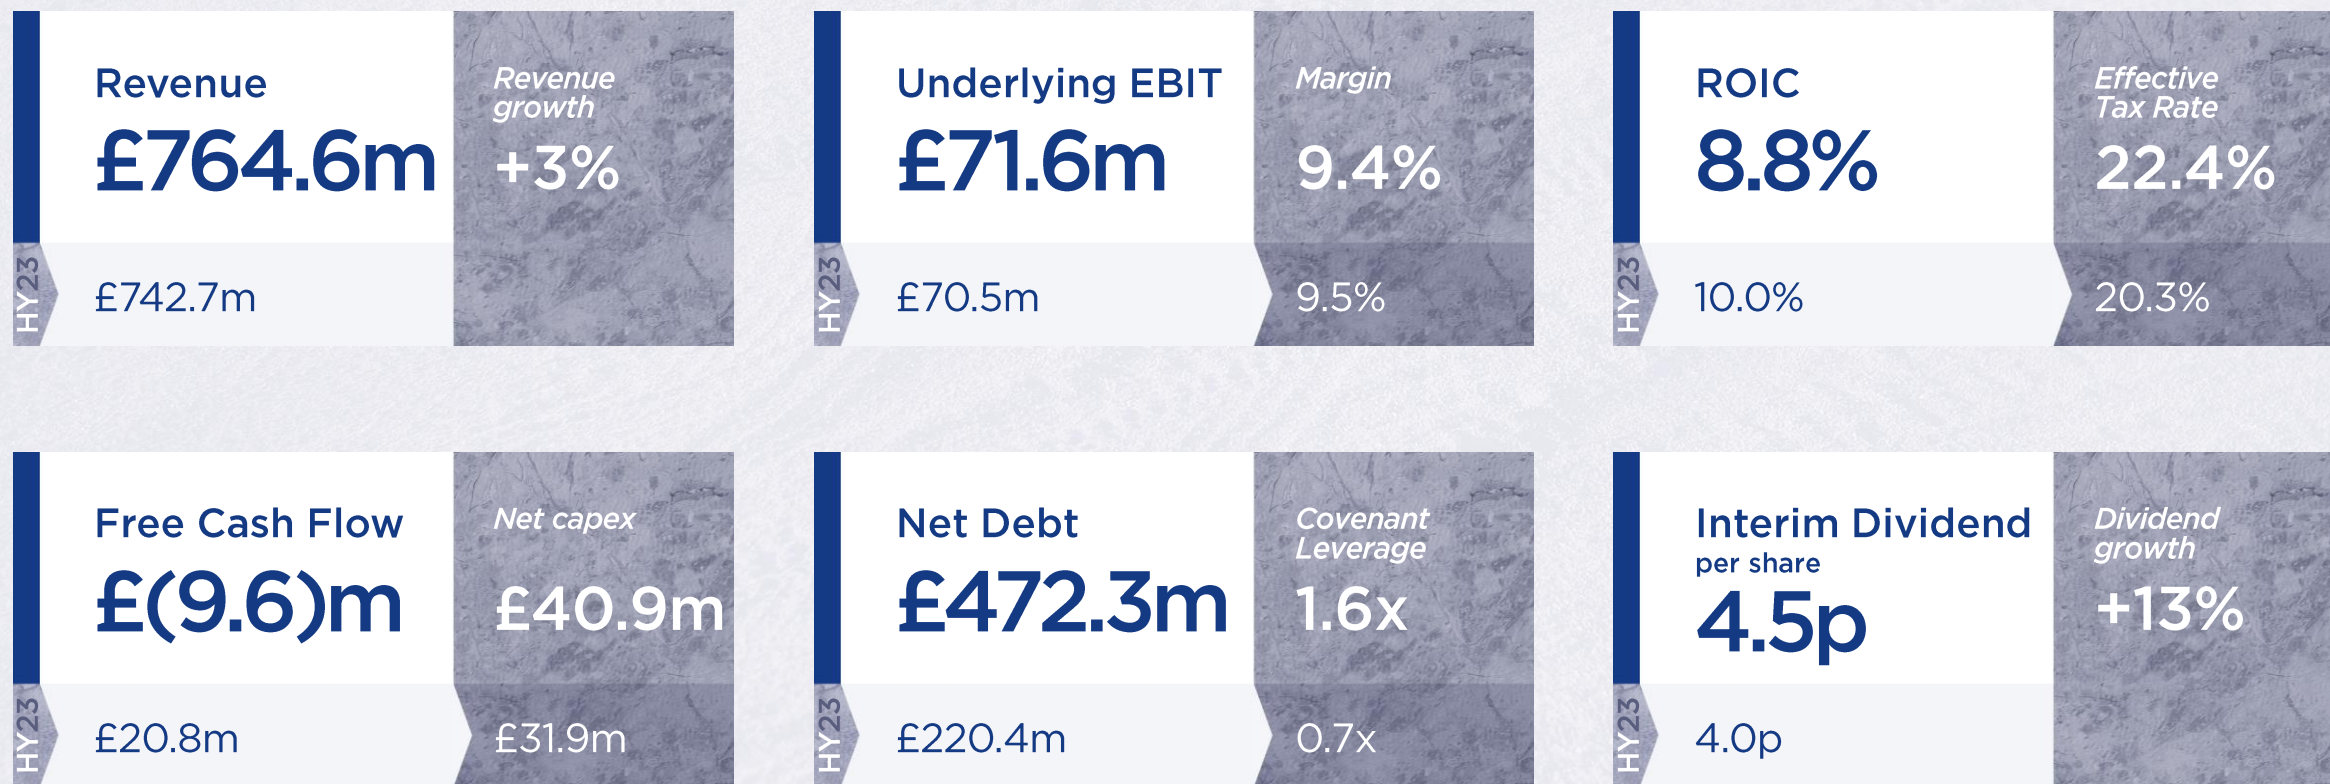 Revenue
£764.6m
Revenue
growth
+3%
HY23
£742.7m
Underlying EBIT
£71.6m
Margin
9.4%
HY23
£70.5m
9.5%
ROIC
8.8%
Effective
Tax Rate
22.4%
HY23
10.0%
20.3%
Free Cash Flow
£(9.6)m
Net capex
£40.9m
HY23
£20.8m
£31.9m
Net Debt
£472.3m
Covenant
Leverage
1.6x
HY23
£220.4m
0.7x
Interim Dividend
per share
4.5p
Dividend
growth
+13%
HY23
4.0p